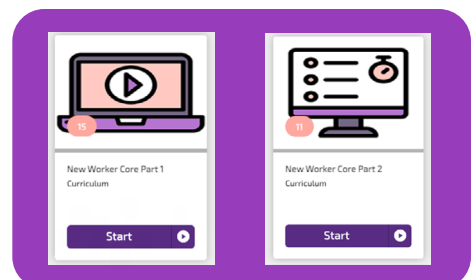 15
New Worker Core Part 1
Curriculum
Start
11
New Worker Core Part 2
Curriculum
Start